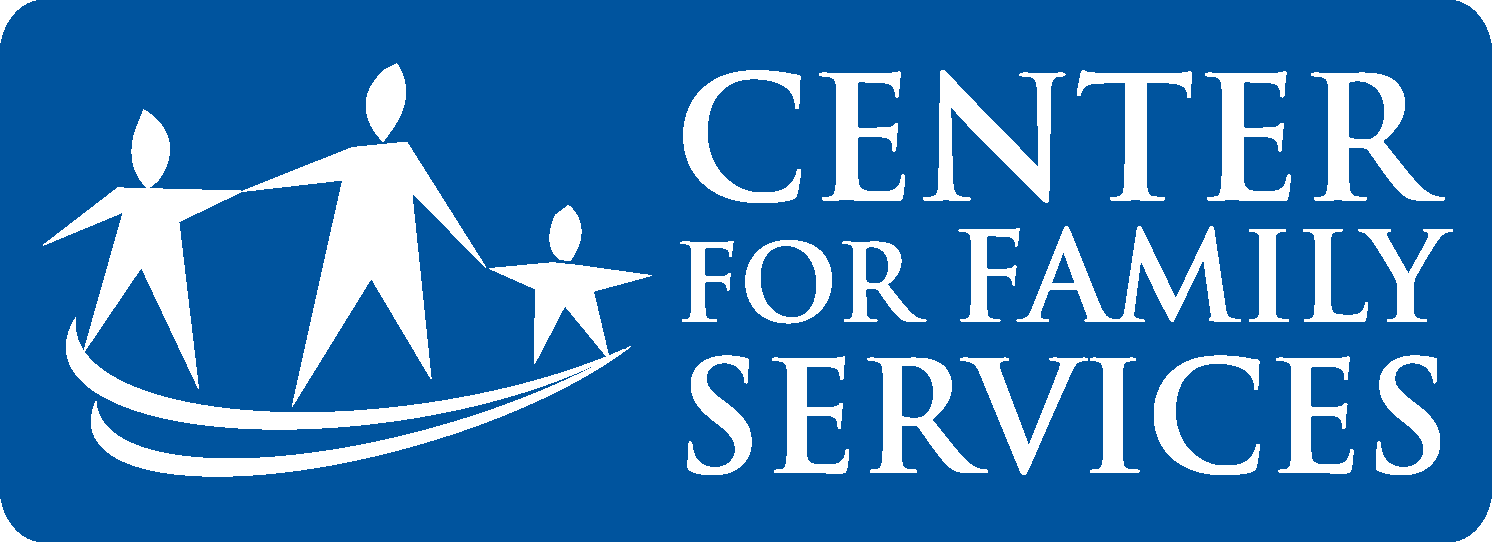 CENTER
FOR FAMILY
SERVICES